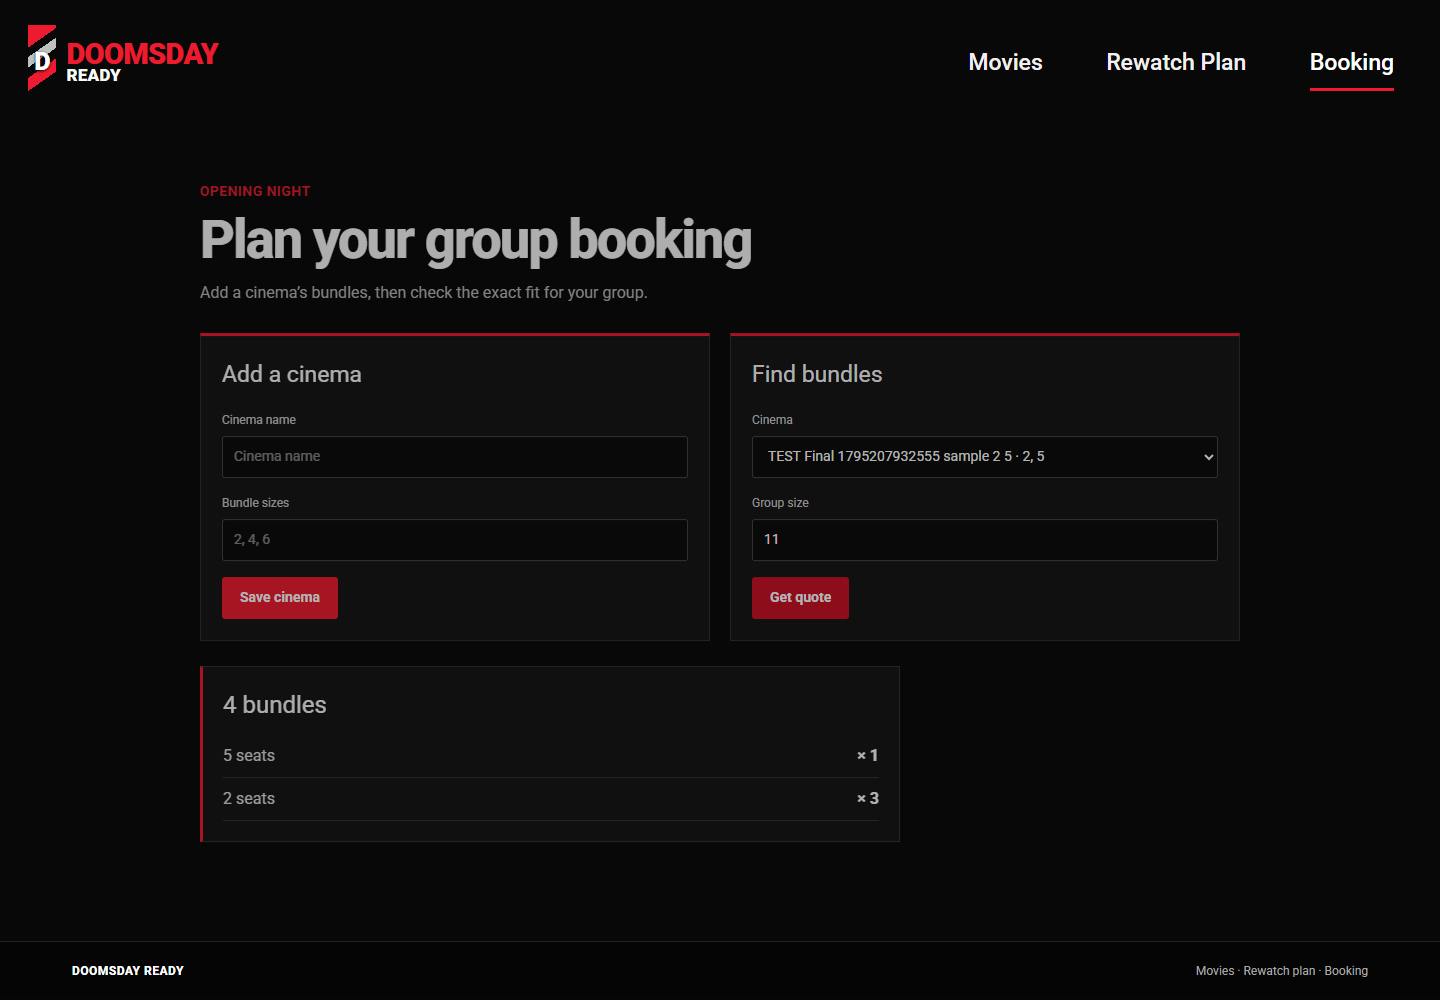 D DOOMSDAY
READY
Movies
Rewatch Plan
Booking
OPENING NIGHT
Plan your group booking
Add a cinema’s bundles, then check the exact fit for your group.
Add a cinema
Cinema name
Cinema name
Bundle sizes
2, 4, 6
Save cinema
Find bundles
Cinema
TEST Final 1795207932555 sample 2 5 · 2, 5
Group size
11
Get quote
4 bundles
5 seats × 1
2 seats × 3
DOOMSDAY READY
Movies · Rewatch plan · Booking